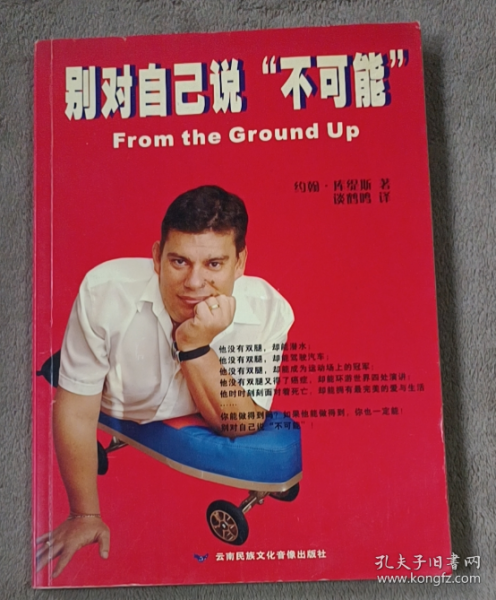 别对自己说“不可能”
From the Ground Up
约翰·库缇斯 著
谈鹤鸣 译
他没有双腿，却能潜水；
他没有双腿，却能驾驶汽车；
他没有双腿，却能成为运动场上的冠军；
他没有双腿又得了癌症，却能环游世界四处演讲；
他时时刻刻面对着死亡，却能拥有最完美的爱与生活
……
你能做得到吗？如果他能做得到，你也一定能！
别对自己说“不可能”！
云南民族文化音像出版社
孔夫子旧书网
www.kongfz.com